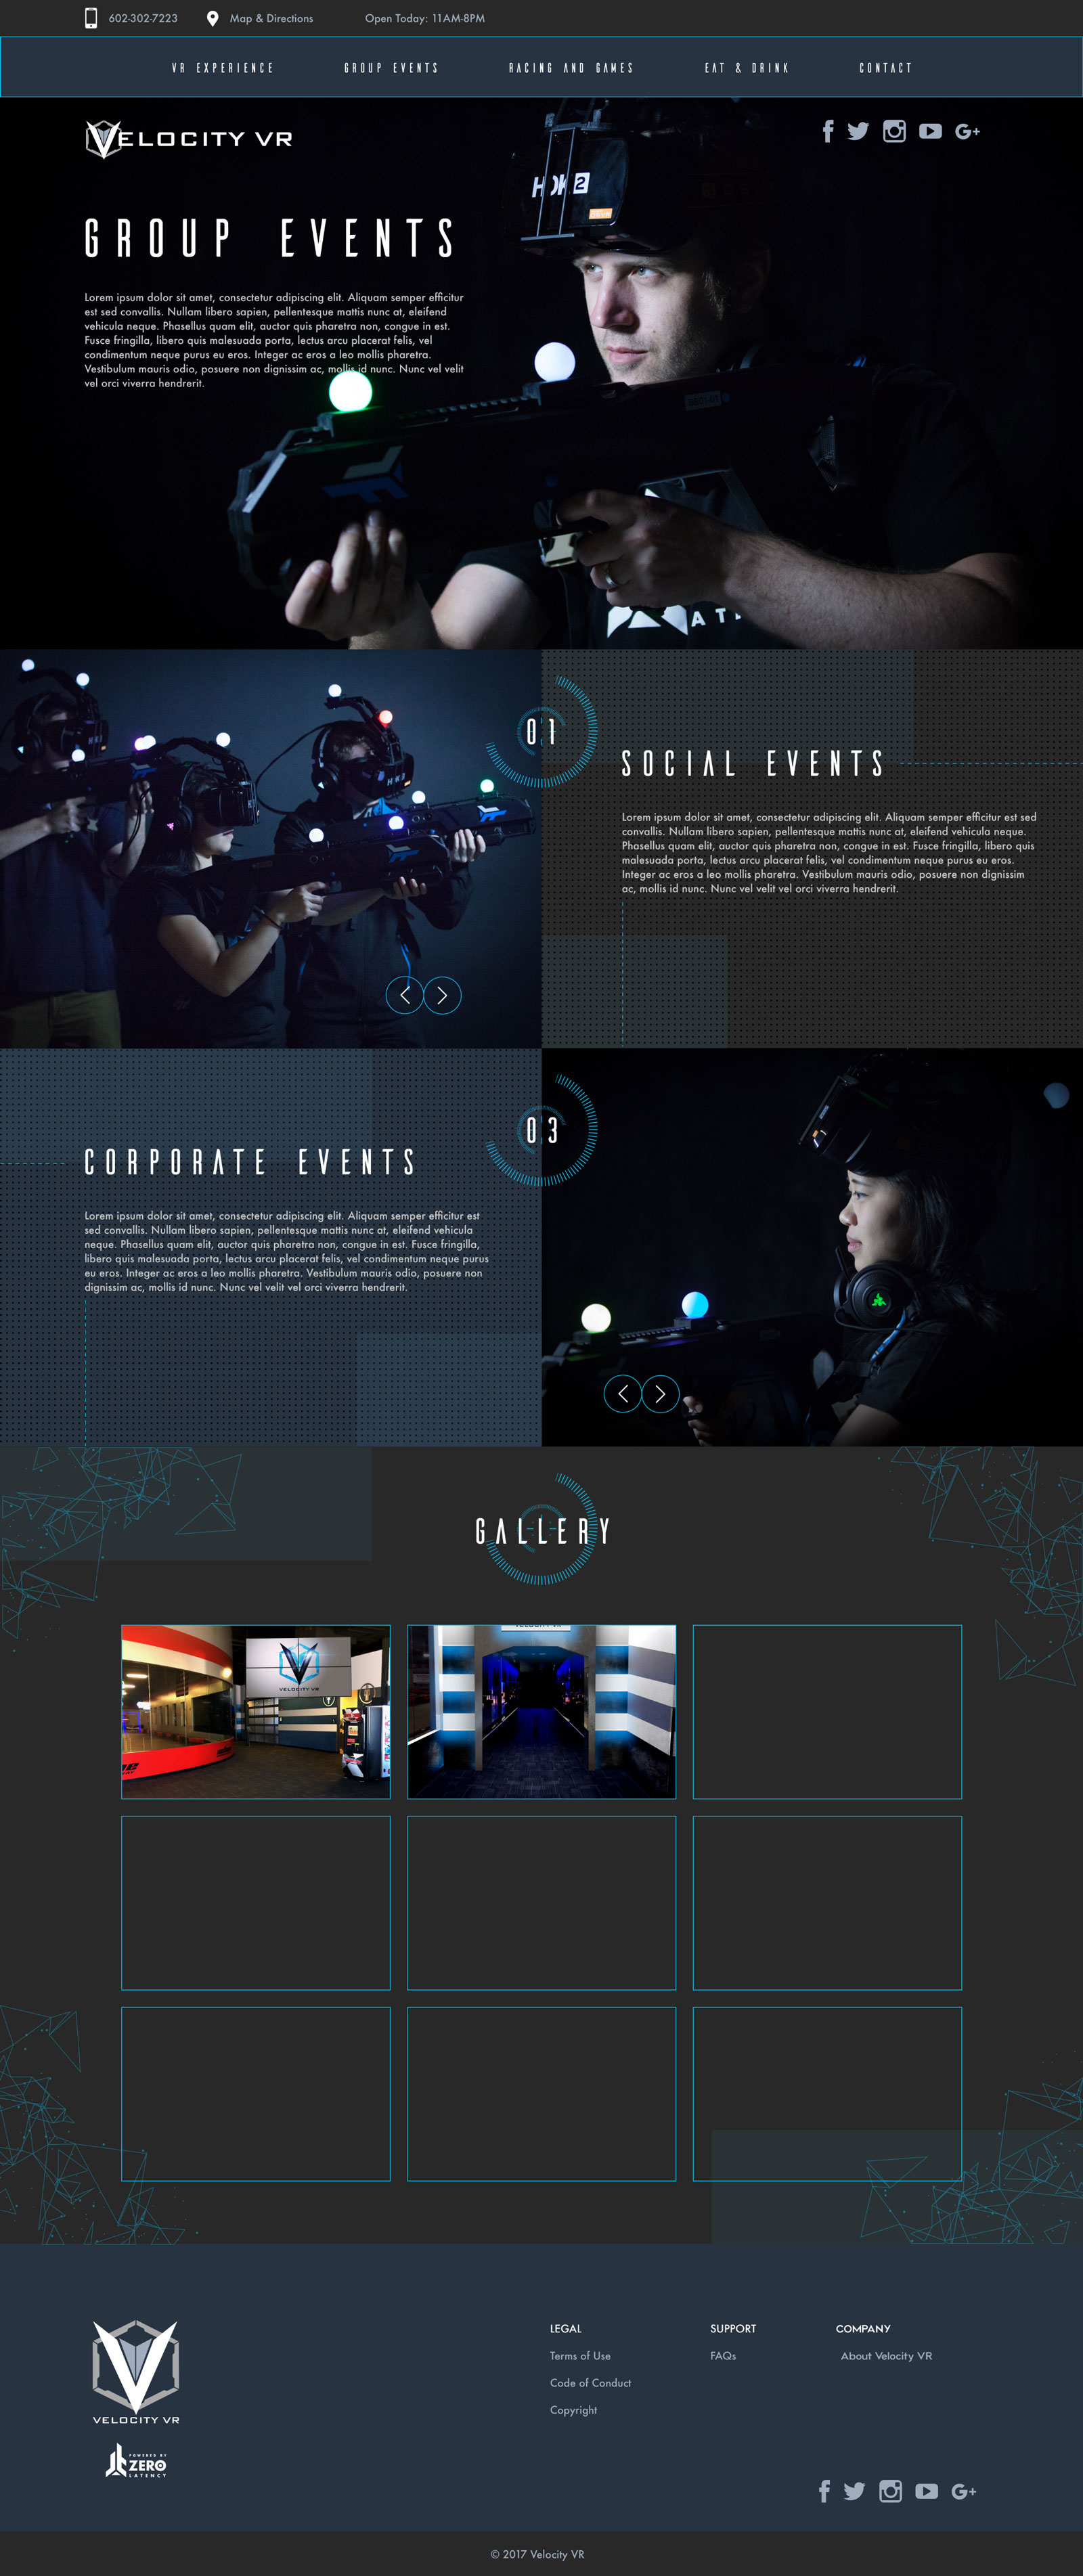 602-302-7223 Map & Directions Open Today: 11AM-8PM
VR EXPERIENCE GROUP EVENTS RACING AND GAMES EAT & DRINK CONTACT
VELOCITY VR
G+
GROUP EVENTS
Lorem ipsum dolor sit amet, consectetur adipiscing elit. Aliquam semper efficitur
est sed convallis. Nullam libero sapien, pellentesque mattis nunc at, eleifend
vehicula neque. Phasellus quam elit, auctor quis pharetra non, congue in est.
Fusce fringilla, libero quis malesuada porta, lectus arcu placerat felis, vel
condimentum neque purus eu eros. Integer ac eros a leo mollis pharetra.
Vestibulum mauris odio, posuere non dignissim ac, mollis id nunc. Nunc vel velit
vel orci viverra hendrerit.
01
SOCIAL EVENTS
Lorem ipsum dolor sit amet, consectetur adipiscing elit. Aliquam semper efficitur est sed
convallis. Nullam libero sapien, pellentesque mattis nunc at, eleifend vehicula neque.
Phasellus quam elit, auctor quis pharetra non, congue in est. Fusce fringilla, libero quis
malesuada porta, lectus arcu placerat felis, vel condimentum neque purus eu eros.
Integer ac eros a leo mollis pharetra. Vestibulum mauris odio, posuere non dignissim
ac, mollis id nunc. Nunc vel velit vel orci viverra hendrerit.
03
CORPORATE EVENTS
Lorem ipsum dolor sit amet, consectetur adipiscing elit. Aliquam semper efficitur est
sed convallis. Nullam libero sapien, pellentesque mattis nunc at, eleifend vehicula
neque. Phasellus quam elit, auctor quis pharetra non, congue in est. Fusce fringilla,
libero quis malesuada porta, lectus arcu placerat felis, vel condimentum neque purus
eu eros. Integer ac eros a leo mollis pharetra. Vestibulum mauris odio, posuere non
dignissim ac, mollis id nunc. Nunc vel velit vel orci viverra hendrerit.
GALLERY
VELOCITY VR
VELOCITY VR
LEGAL SUPPORT COMPANY
Terms of Use FAQs About Velocity VR
Code of Conduct
Copyright
VELOCITY VR
POWERED BY
ZERO
LATENCY
G+
© 2017 Velocity VR